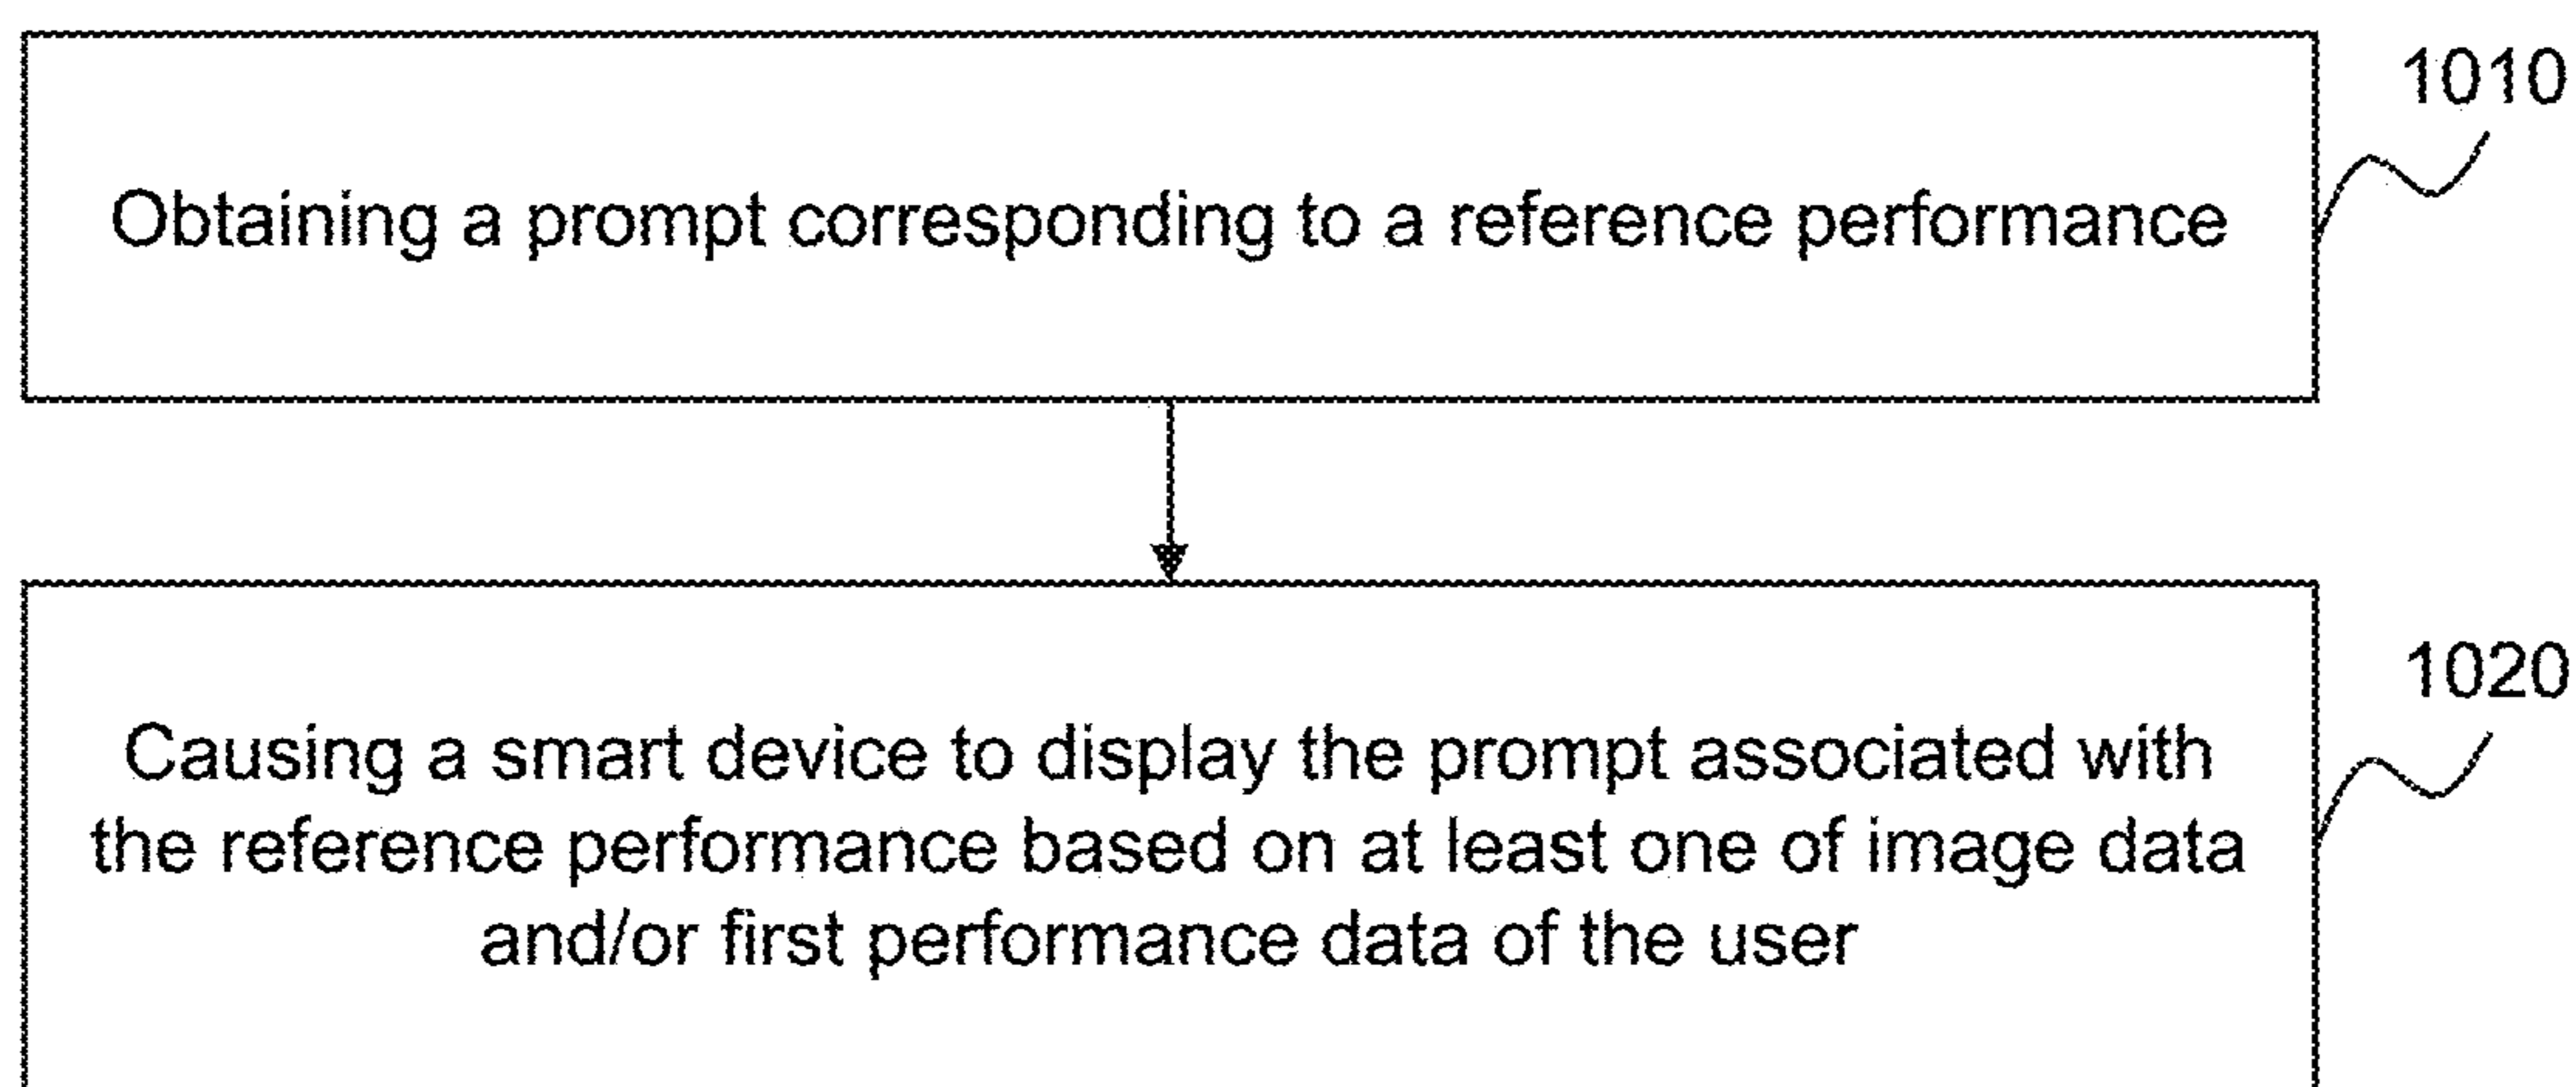 1010
Obtaining a prompt corresponding to a reference performance
1020
Causing a smart device to display the prompt associated with
the reference performance based on at least one of image data
and/or first performance data of the user